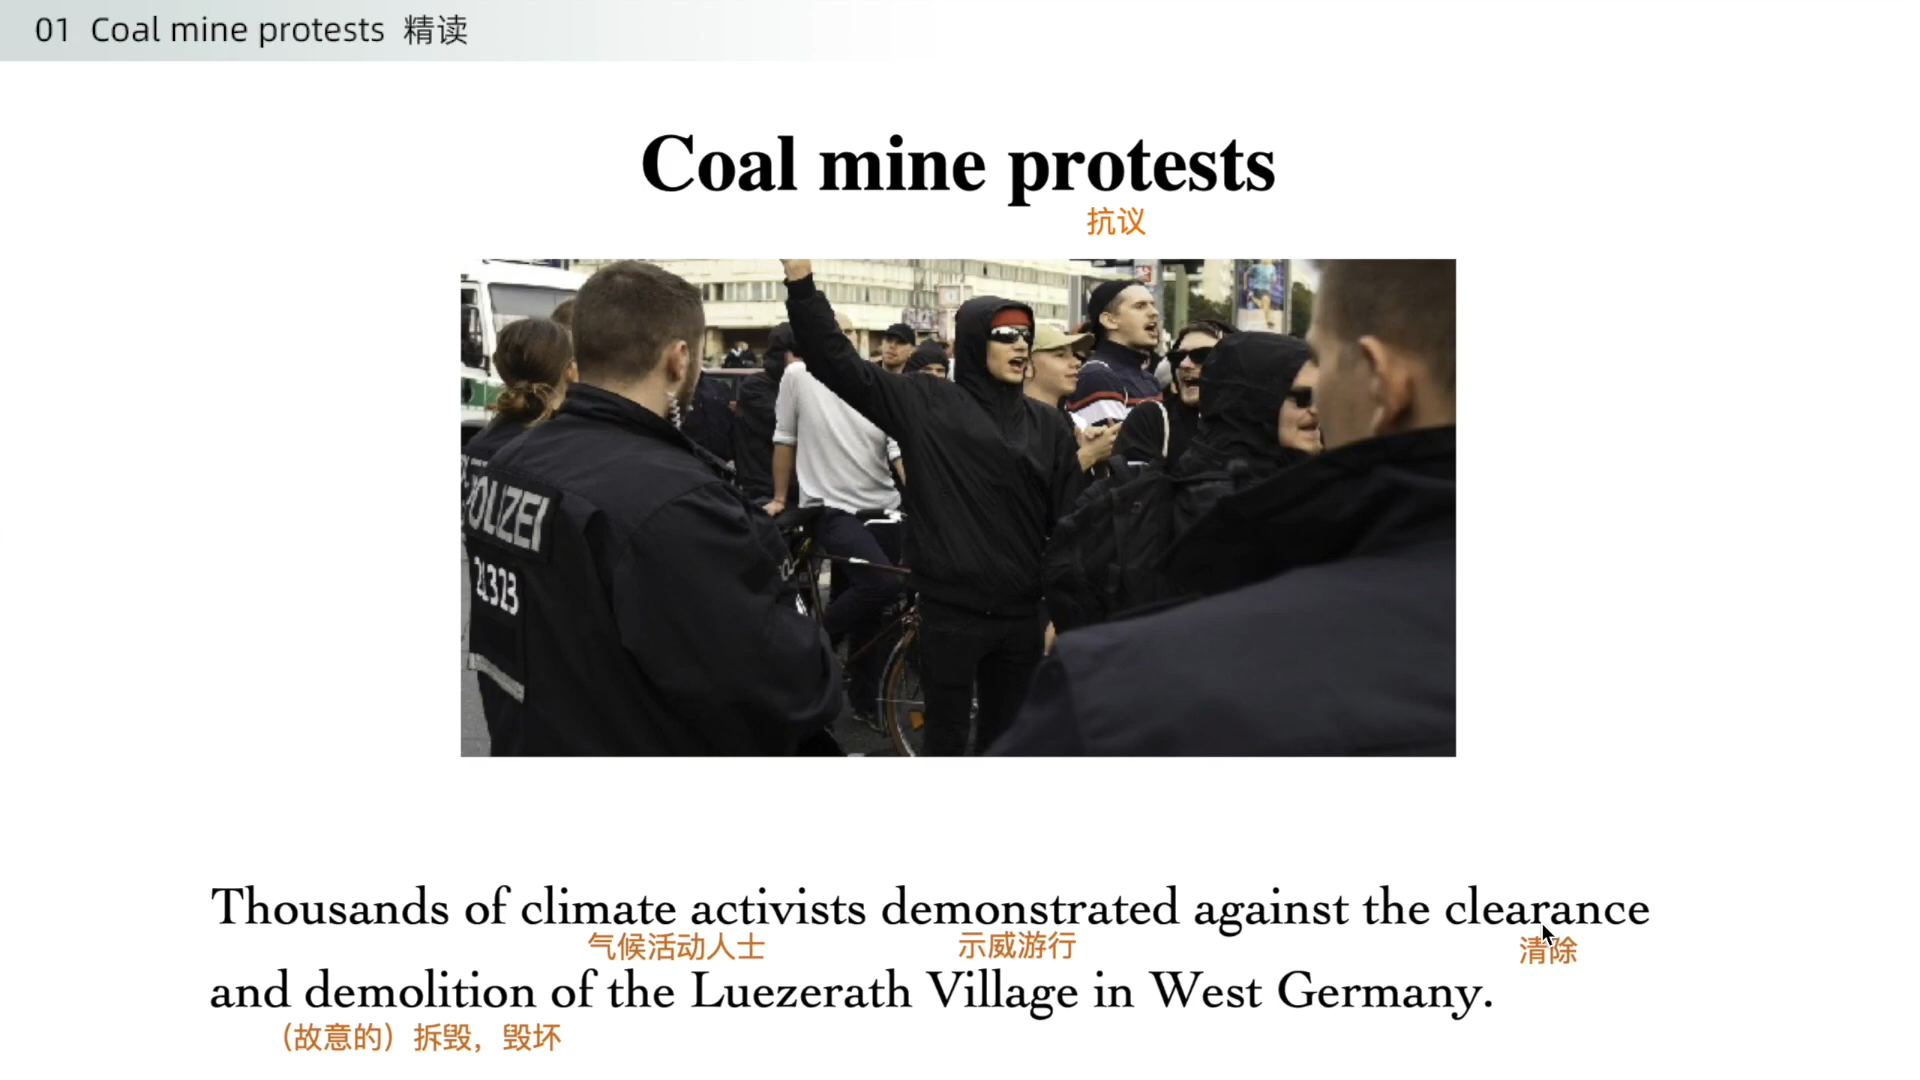 01 Coal mine protests 精读
Coal mine protests
抗议
POLIZEI
21323
Thousands of climate activists demonstrated against the clearance
气候活动人士 示威游行 清除
and demolition of the Luezerath Village in West Germany.
（故意的）拆毁，毁坏